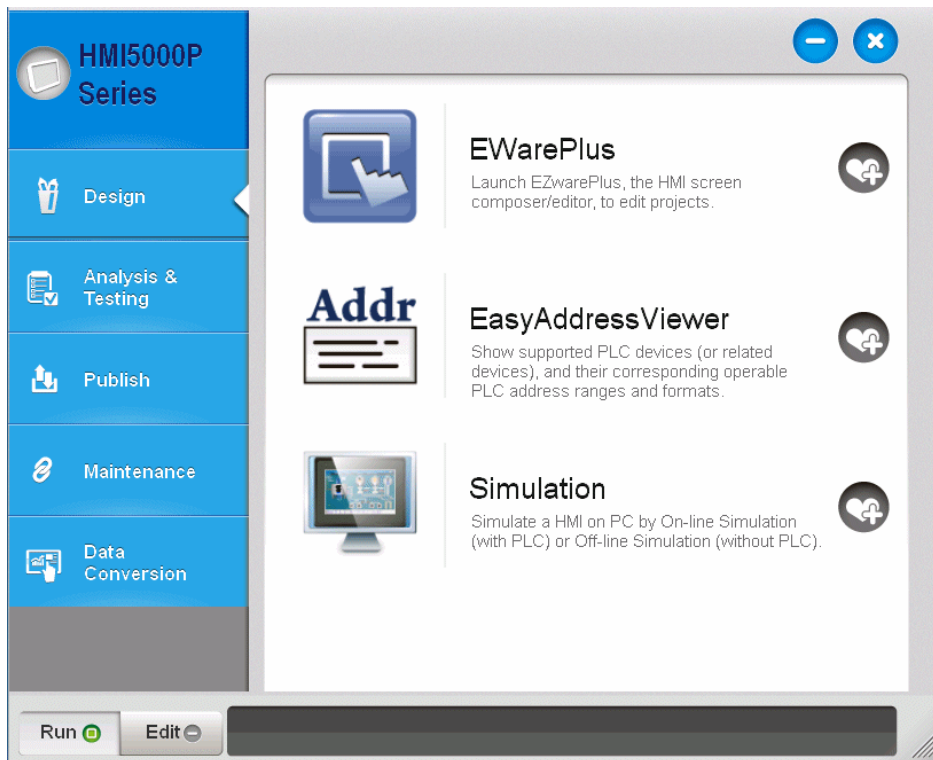 HMI5000P
Series
Design
Analysis &
Testing
Publish
Maintenance
Data
Conversion
EWarePlus
Launch EZwarePlus, the HMI screen
composer/editor, to edit projects.
Addr
EasyAddressViewer
Show supported PLC devices (or related
devices), and their corresponding operable
PLC address ranges and formats.
Simulation
Simulate a HMI on PC by On-line Simulation
(with PLC) or Off-line Simulation (without PLC).
Run
Edit